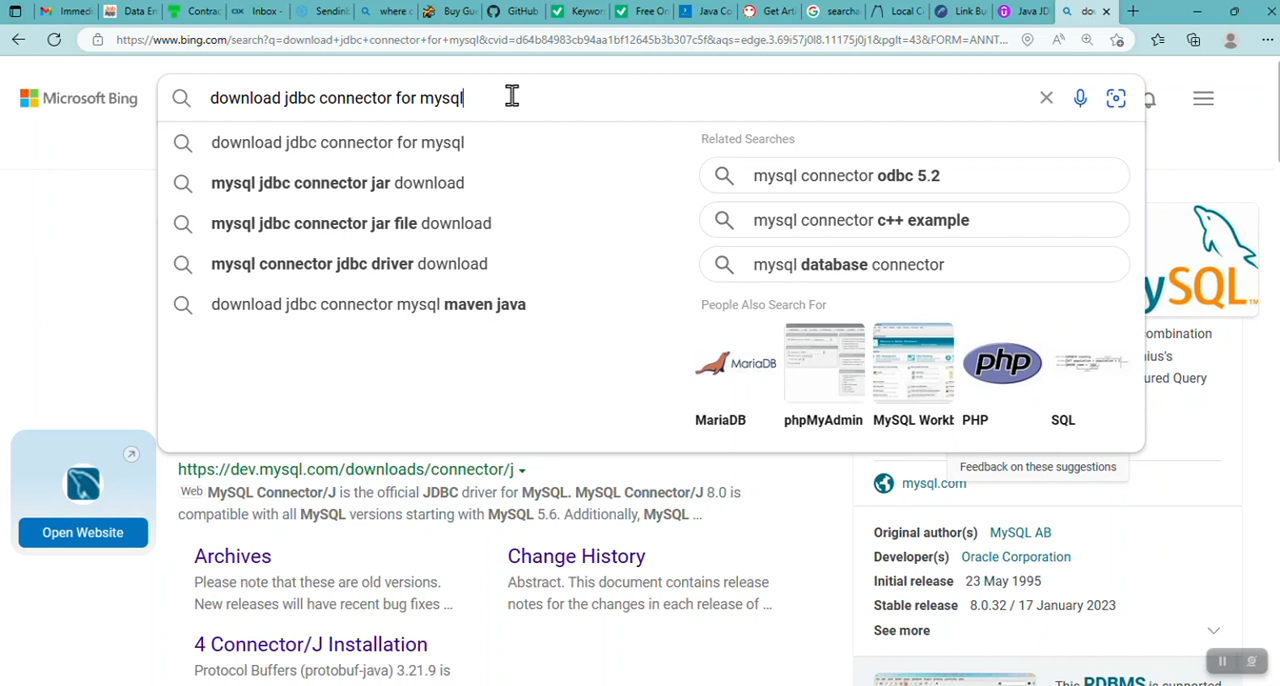 Immedi
Data En
Contrac
Inbox -
Sendinb
where c
Buy Gue
GitHub
Keywor
Free On
Java Co
Get Arti
searcha
Local C
Link Bu
Java JD
do
https://www.bing.com/search?q=download+jdbc+connector+for+mysql&cvid=d64b84983cb94aa1bf12645b3b307c5f&aqs=edge.3.69i57j0l8.11175j0j1&pglt=43&FORM=ANNT...
Microsoft Bing
download jdbc connector for mysql
download jdbc connector for mysql
mysql jdbc connector jar download
mysql jdbc connector jar file download
mysql connector jdbc driver download
download jdbc connector mysql maven java
Related Searches
mysql connector odbc 5.2
mysql connector c++ example
mysql database connector
People Also Search For
MariaDB
php
MariaDB
phpMyAdmin
MySQL Workb
PHP
SQL
Feedback on these suggestions
ySQL
ombination
ius's
ured Query
mysql.com
Open Website
https://dev.mysql.com/downloads/connector/j
Web MySQL Connector/J is the official JDBC driver for MySQL. MySQL Connector/J 8.0 is
compatible with all MySQL versions starting with MySQL 5.6. Additionally, MySQL ...
Archives
Please note that these are old versions.
New releases will have recent bug fixes ...
Change History
Abstract. This document contains release
notes for the changes in each release of ...
4 Connector/J Installation
Protocol Buffers (protobuf-java) 3.21.9 is
Original author(s) MySQL AB
Developer(s) Oracle Corporation
Initial release 23 May 1995
Stable release 8.0.32 / 17 January 2023
See more
This RDBMS is supported